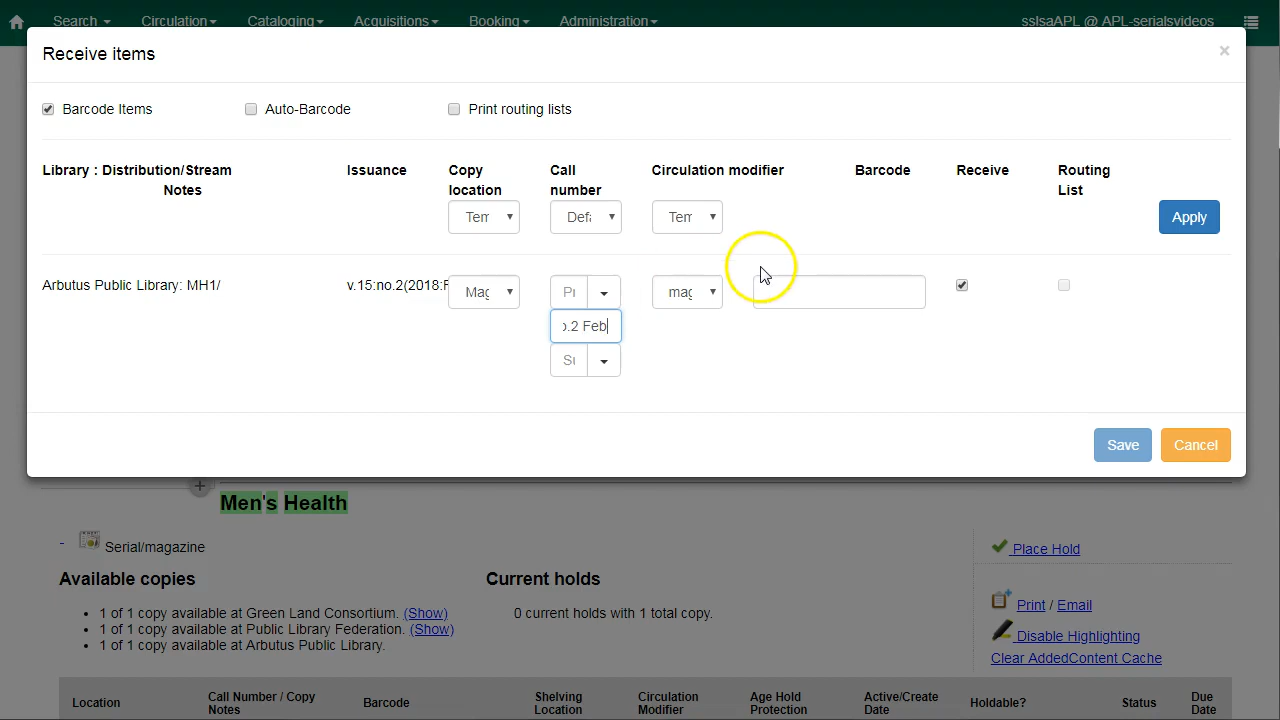 Search Circulation Cataloging Acquisitions Booking Administration sslsaAPL @ APL-serialsvideos
Receive items ×
Barcode Items Auto-Barcode Print routing lists
Library : Distribution/Stream Issuance Copy Call Circulation modifier Barcode Receive Routing
Notes location number List
Tem Defa Tem Apply
Arbutus Public Library: MH1/ v.15:no.2(2018:F Mag Pr mag
o.2 Feb
Su
Save Cancel
Men's Health
- Serial/magazine Place Hold
Available copies Current holds
1 of 1 copy available at Green Land Consortium. (Show) 0 current holds with 1 total copy. Print / Email
1 of 1 copy available at Public Library Federation. (Show)
1 of 1 copy available at Arbutus Public Library. Disable Highlighting
Clear AddedContent Cache
Location Call Number / Copy Barcode Shelving Circulation Age Hold Active/Create Holdable? Status Due
Notes Location Modifier Protection Date Date